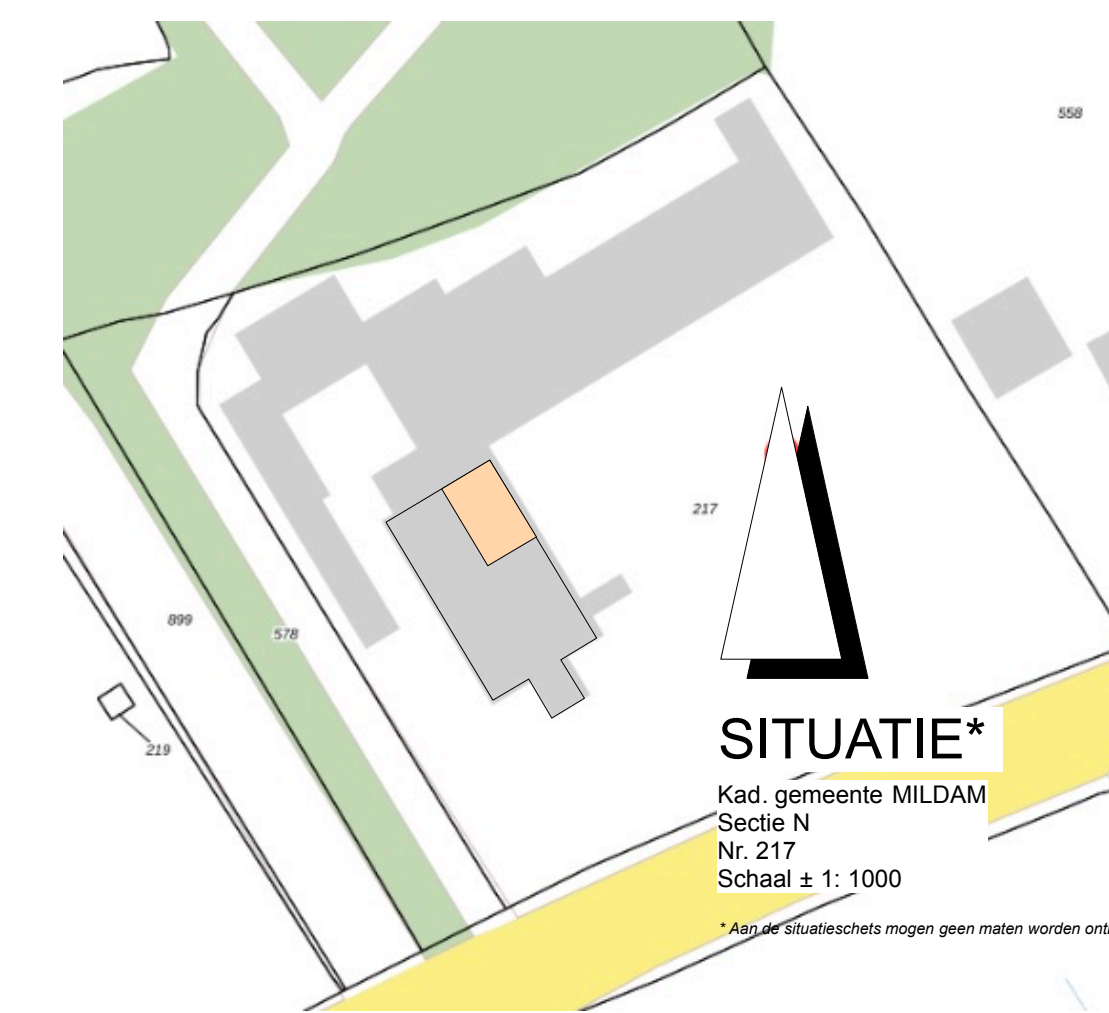 558
217
899
578
219
SITUATIE*
Kad. gemeente MILDAM
Sectie N
Nr. 217
Schaal ± 1: 1000
* Aan de situatieschets mogen geen maten worden